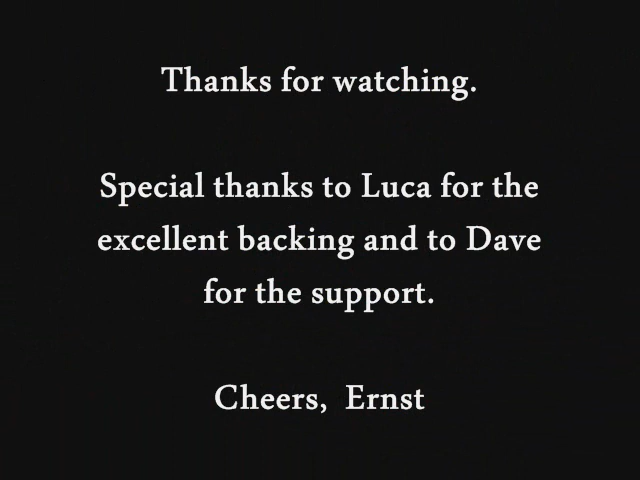 Thanks for watching.
Special thanks to Luca for the
excellent backing and to Dave
for the support.
Cheers,  Ernst